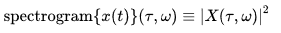 spectrogram{x(t)}(τ, ω) ≡ |X(τ, ω)|²